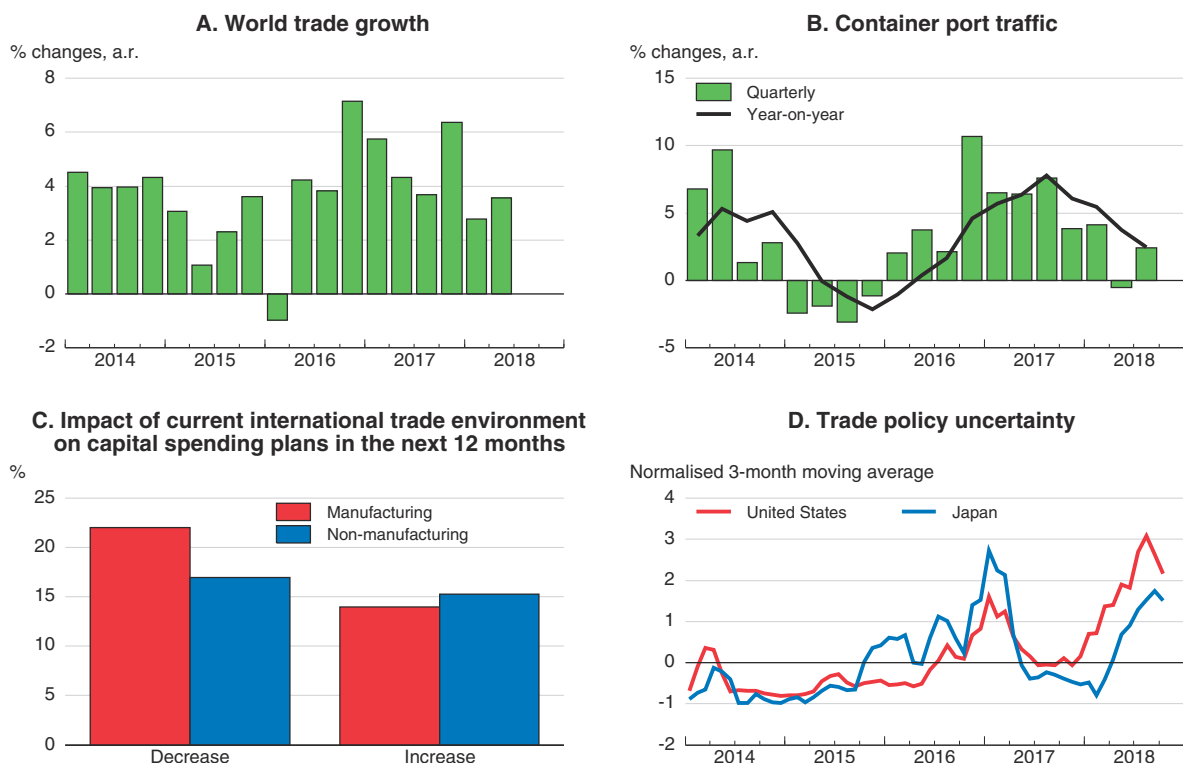 A. World trade growth
% changes, a.r.
8
6
4
2
0
-2
2014 2015 2016 2017 2018
B. Container port traffic
% changes, a.r.
15
10
5
0
-5
Quarterly
Year-on-year
2014 2015 2016 2017 2018
C. Impact of current international trade environment
on capital spending plans in the next 12 months
%
25
20
15
10
5
0
Manufacturing
Non-manufacturing
Decrease Increase
D. Trade policy uncertainty
Normalised 3-month moving average
4
3
2
1
0
-1
-2
United States Japan
2014 2015 2016 2017 2018